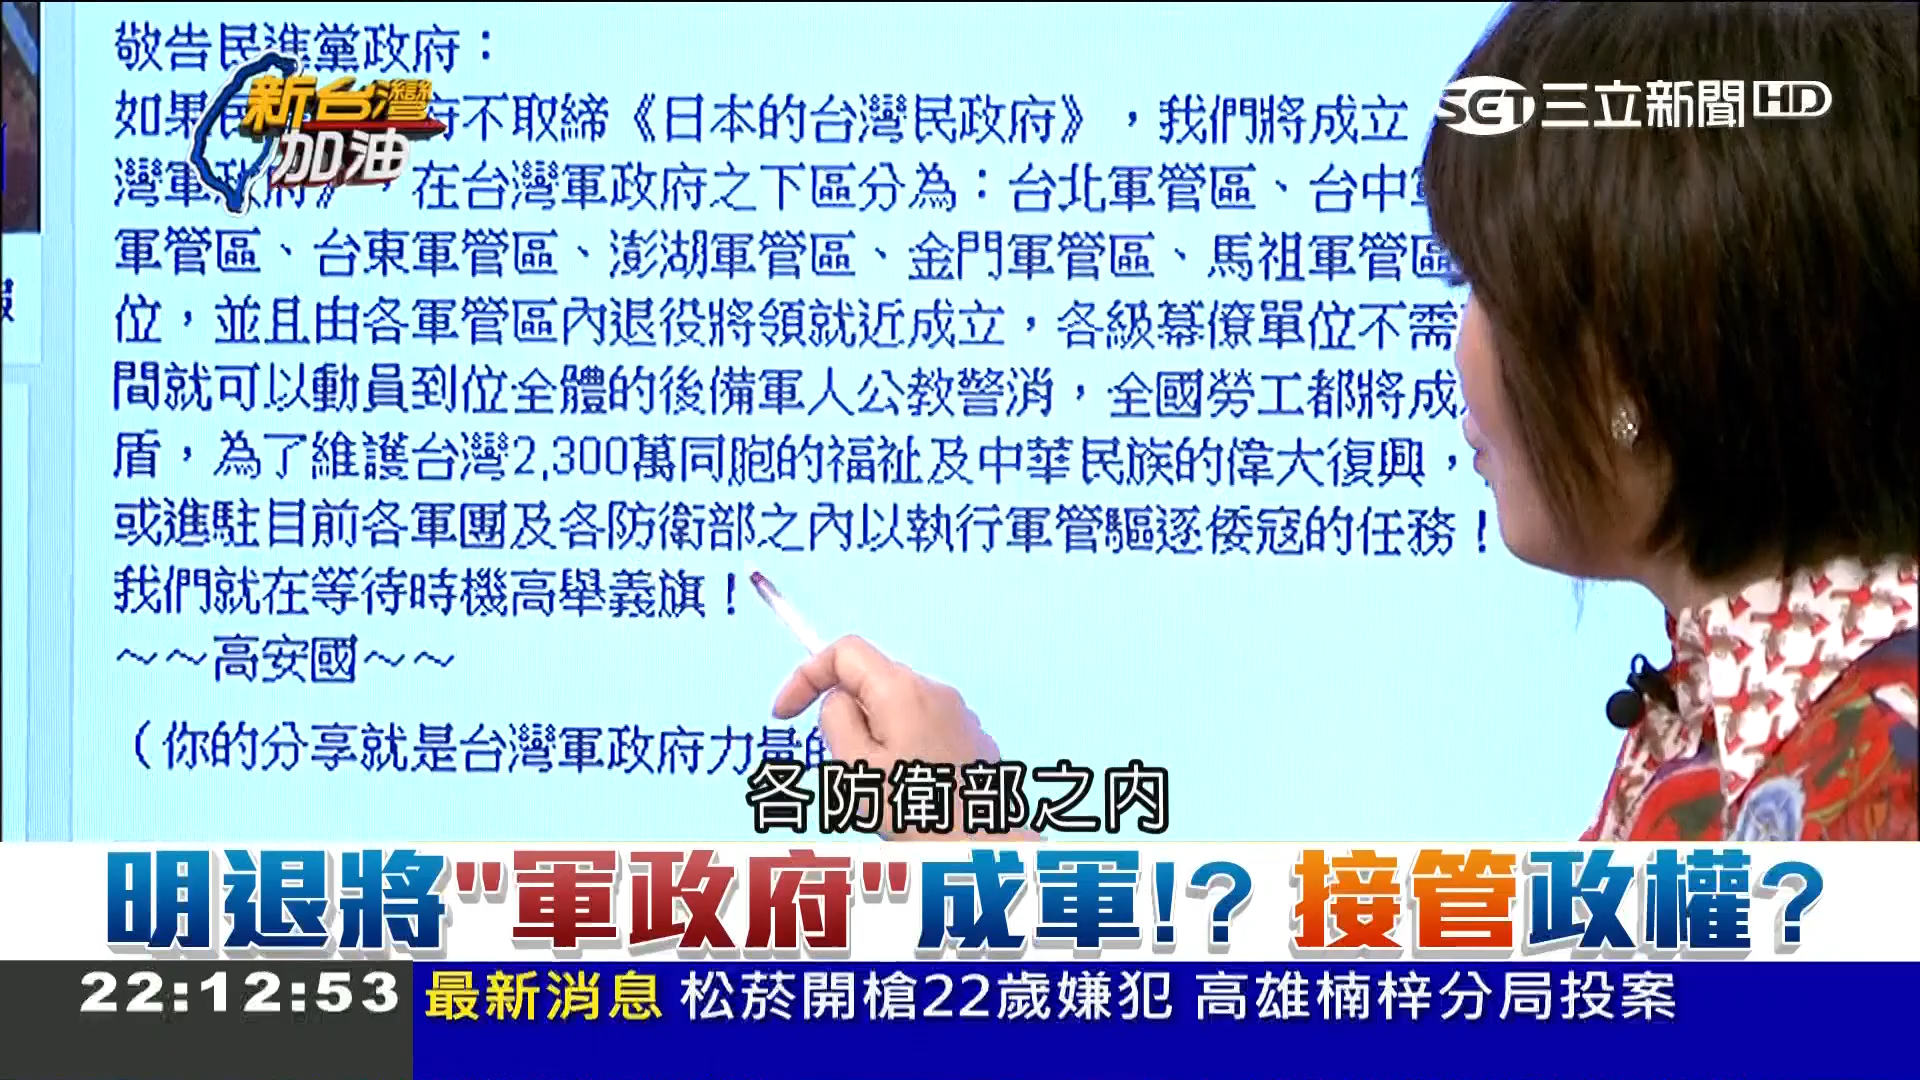 敬告民進黨政府：
如果民 府不取締《日本的台灣民政府》，我們將成立
灣軍政府》，在台灣軍政府之下區分為：台北軍管區、台中
軍管區、台東軍管區、澎湖軍管區、金門軍管區、馬祖軍管區
位，並且由各軍管區內退役將領就近成立，各級幕僚單位不需
間就可以動員到位全體的後備軍人公教警消，全國勞工都將成
盾，為了維護台灣2,300萬同胞的福祉及中華民族的偉大復興，
或進駐目前各軍團及各防衛部之內以執行軍管驅逐倭寇的任務！
我們就在等待時機高舉義旗！
～～高安國～～
（你的分享就是台灣軍政府力量的
新台灣
加油
SET三立新聞HD
各防衛部之内
明退將"軍政府"成軍!? 接管政權?
22:12:53 最新消息 松菸開槍22歲嫌犯 高雄楠梓分局投案